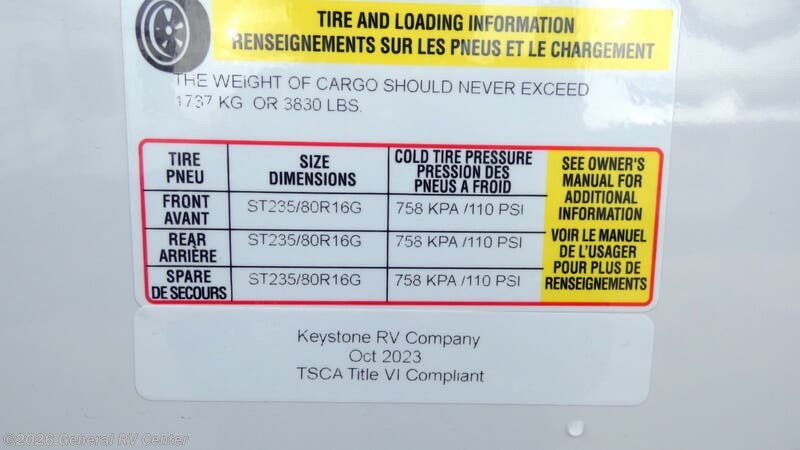 TIRE AND LOADING INFORMATION
RENSEIGNEMENTS SUR LES PNEUS ET LE CHARGEMENT
THE WEIGHT OF CARGO SHOULD NEVER EXCEED
1737 KG OR 3830 LBS.
TIRE
PNEU
SIZE
DIMENSIONS
COLD TIRE PRESSURE
PRESSION DES
PNEUS A FROID
FRONT
AVANT
ST235/80R16G
758 KPA /110 PSI
REAR
ARRIÈRE
ST235/80R16G
758 KPA /110 PSI
SPARE
DE SECOURS
ST235/80R16G
758 KPA /110 PSI
SEE OWNER'S
MANUAL FOR
ADDITIONAL
INFORMATION
VOIR LE MANUEL
DE L'USAGER
POUR PLUS DE
RENSEIGNEMENTS
Keystone RV Company
Oct 2023
TSCA Title VI Compliant
©2026 General RV Center